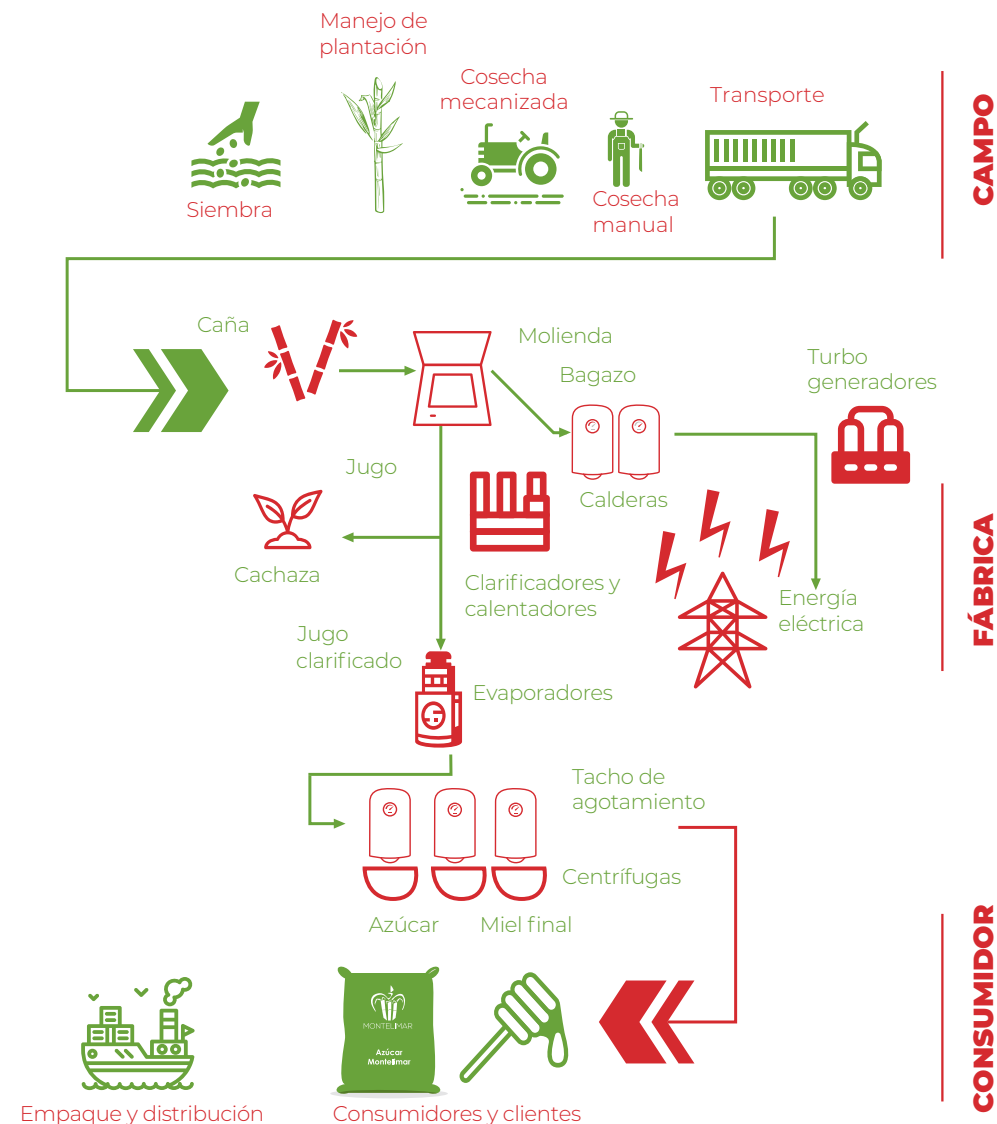 Manejo de
plantación
Cosecha
mecanizada
Transporte
Siembra
Cosecha
manual
CAMPO
Caña
Molienda
Bagazo
Turbo
generadores
Jugo
Calderas
Cachaza
Clarificadores y
calentadores
Energía
eléctrica
FÁBRICA
Jugo
clarificado
Evaporadores
Tacho de
agotamiento
Centrífugas
Azúcar
Miel final
MONTELIMAR
Azúcar
Montelimar
Empaque y distribución
Consumidores y clientes
CONSUMIDOR